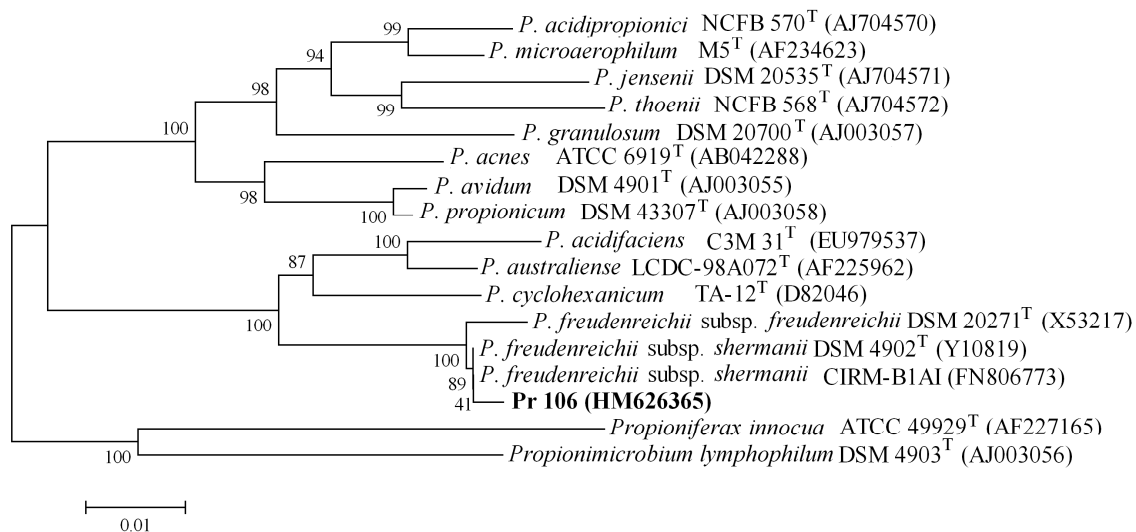 99 P. acidipropionici NCFB 570T (AJ704570)
P. microaerophilum M5T (AF234623)
94
P. jensenii DSM 20535T (AJ704571)
98
99 P. thoenii NCFB 568T (AJ704572)
100
P. granulosum DSM 20700T (AJ003057)
P. acnes ATCC 6919T (AB042288)
98
P. avidum DSM 4901T (AJ003055)
100 P. propionicum DSM 43307T (AJ003058)
100 P. acidifaciens C3M 31T (EU979537)
87
P. australiense LCDC-98A072T (AF225962)
P. cyclohexanicum TA-12T (D82046)
100
P. freudenreichii subsp. freudenreichii DSM 20271T (X53217)
100 P. freudenreichii subsp. shermanii DSM 4902T (Y10819)
89 P. freudenreichii subsp. shermanii CIRM-B1AI (FN806773)
41 Pr 106 (HM626365)
Propioniferax innocua ATCC 49929T (AF227165)
100
Propionimicrobium lymphophilum DSM 4903T (AJ003056)
0.01